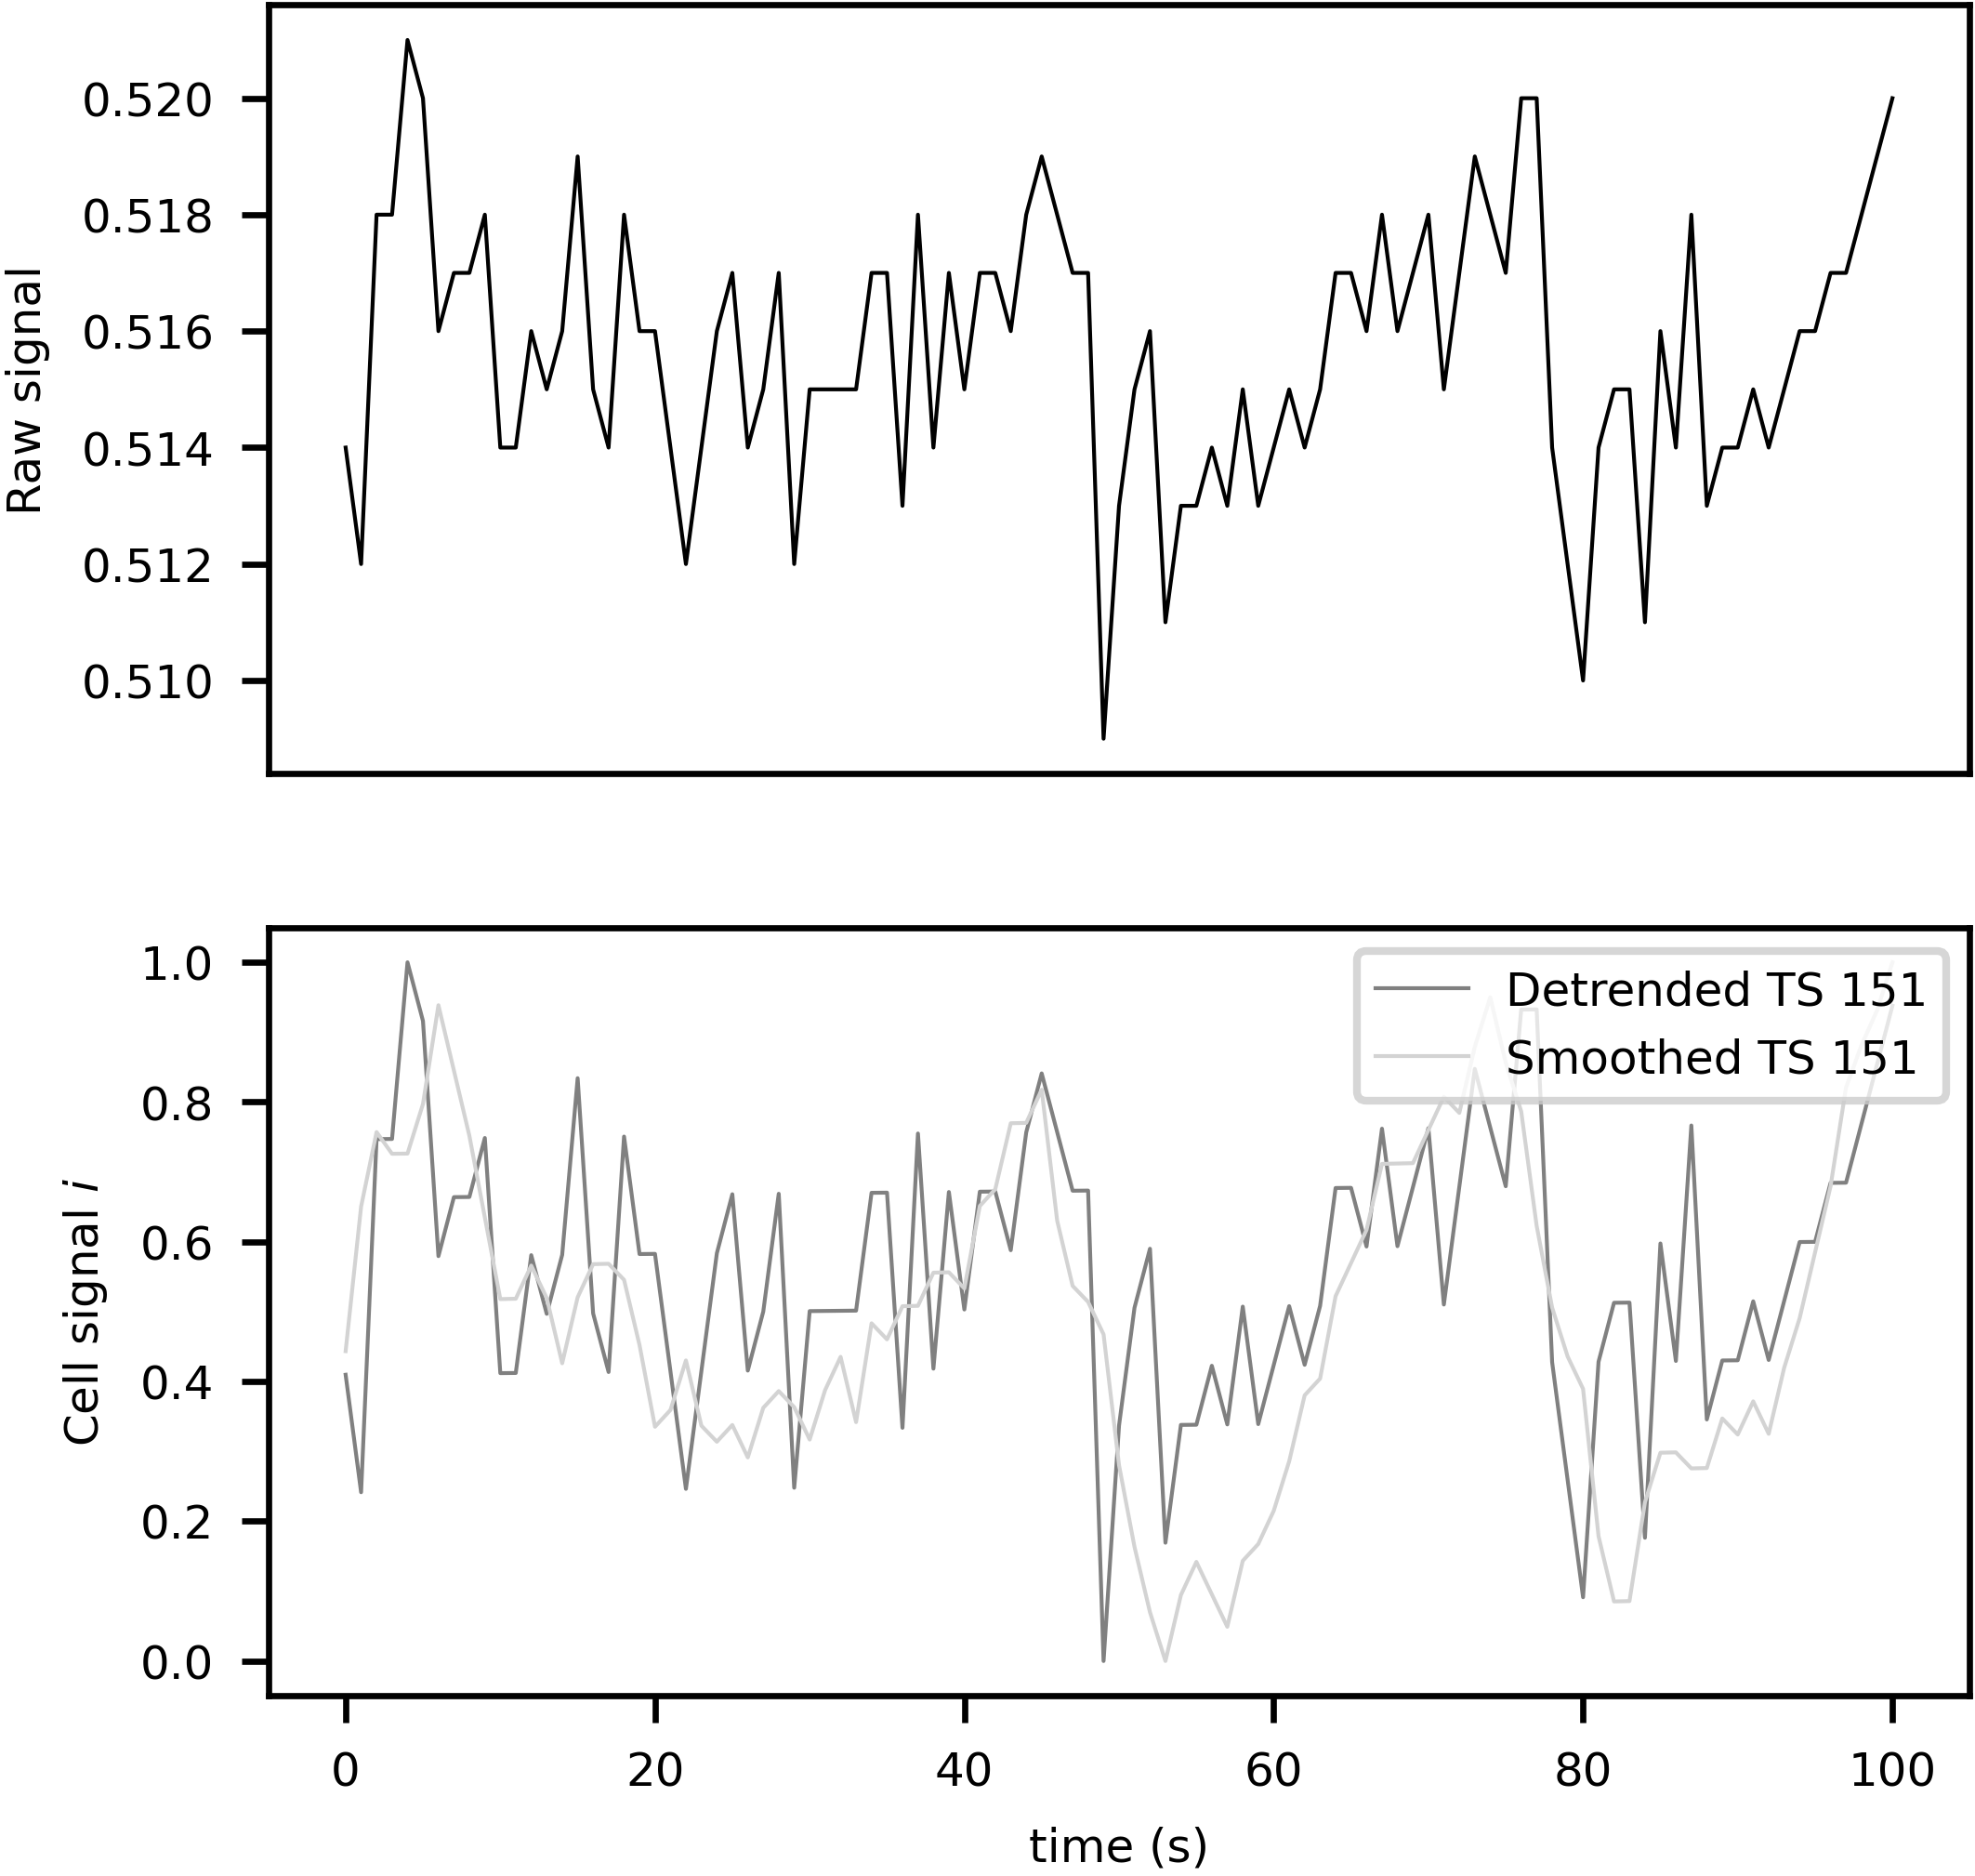 Raw signal
0.520
0.518
0.516
0.514
0.512
0.510
Cell signal i
1.0
0.8
0.6
0.4
0.2
0.0
Detrended TS 151
Smoothed TS 151
0 20 40 60 80 100
time (s)